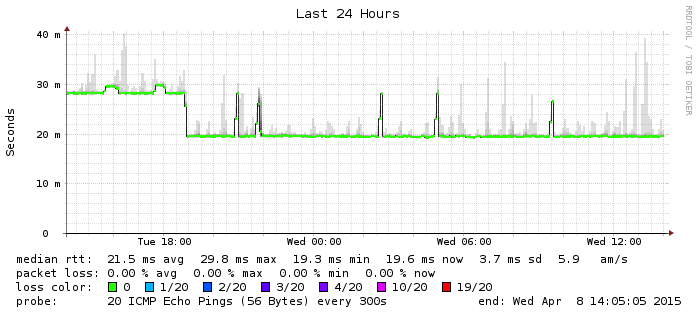 Last 24 Hours
RRDTOOL / TOBI OETIKER
Seconds
40 m
30 m
20 m
10 m
0
Tue 18:00 Wed 00:00 Wed 06:00 Wed 12:00
median rtt: 21.5 ms avg 29.8 ms max 19.3 ms min 19.6 ms now 3.7 ms sd 5.9 am/s
packet loss: 0.00 % avg 0.00 % max 0.00 % min 0.00 % now
loss color: 0 1/20 2/20 3/20 4/20 10/20 19/20
probe: 20 ICMP Echo Pings (56 Bytes) every 300s end: Wed Apr 8 14:05:05 2015